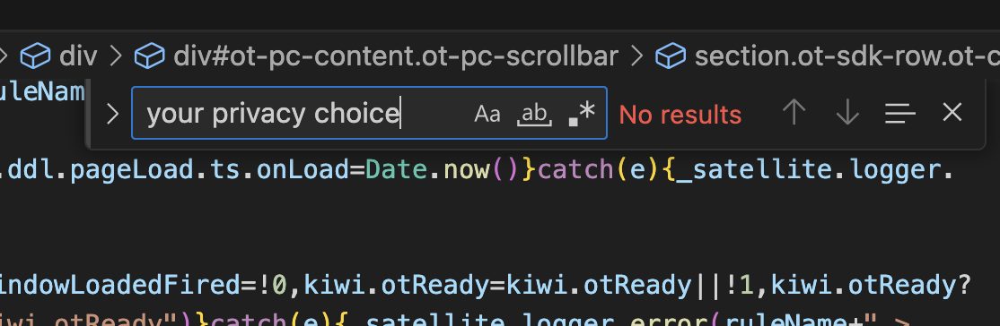 div > div#ot-pc-content.ot-pc-scrollbar > section.ot-sdk-row.ot-c
uleNam
your privacy choice Aa ab .* No results
.ddl.pageLoad.ts.onLoad=Date.now()}catch(e){_satellite.logger.
indowLoadedFired=!0,kiwi.otReady=kiwi.otReady||!1,kiwi.otReady?
iwi.otReady")}catch(e){_satellite.logger.error(ruleName+" >